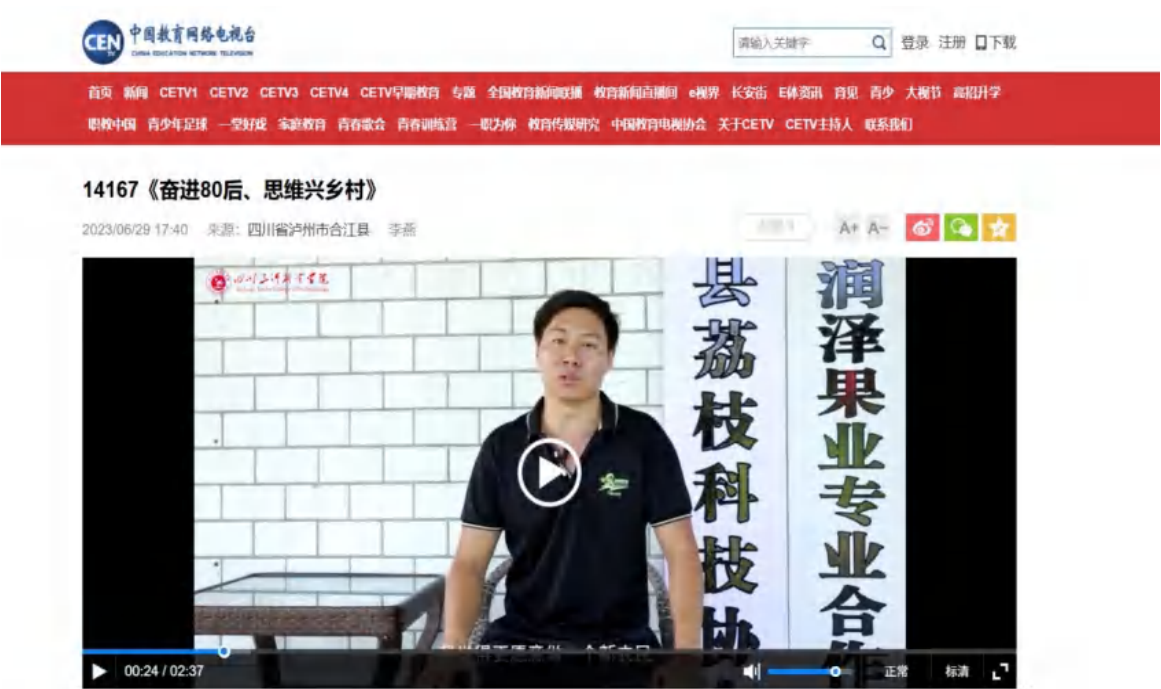 CEN
中国教育网络电视台
CHINA EDUCATION NETWORK TELEVISION
请输入关键字
登录 注册 下载
首页 新闻 CETV1 CETV2 CETV3 CETV4 CETV早期教育 专题 全国教育新闻联播 教育新闻直播间 e视界 长安街 E体资讯 育见 青少 大视节 高招升学
职教中国 青少年足球 一堂好戏 家庭教育 青春歌会 青春训练营 一职为你 教育传媒研究 中国教育电视协会 关于CETV CETV主持人 联系我们
14167《奋进80后、思维兴乡村》
2023/06/29 17:40 来源: 四川省泸州市合江县 李燕
A+ A-
县荔枝科技协
润泽果业专业合作
00:24 / 02:37
正常 标清